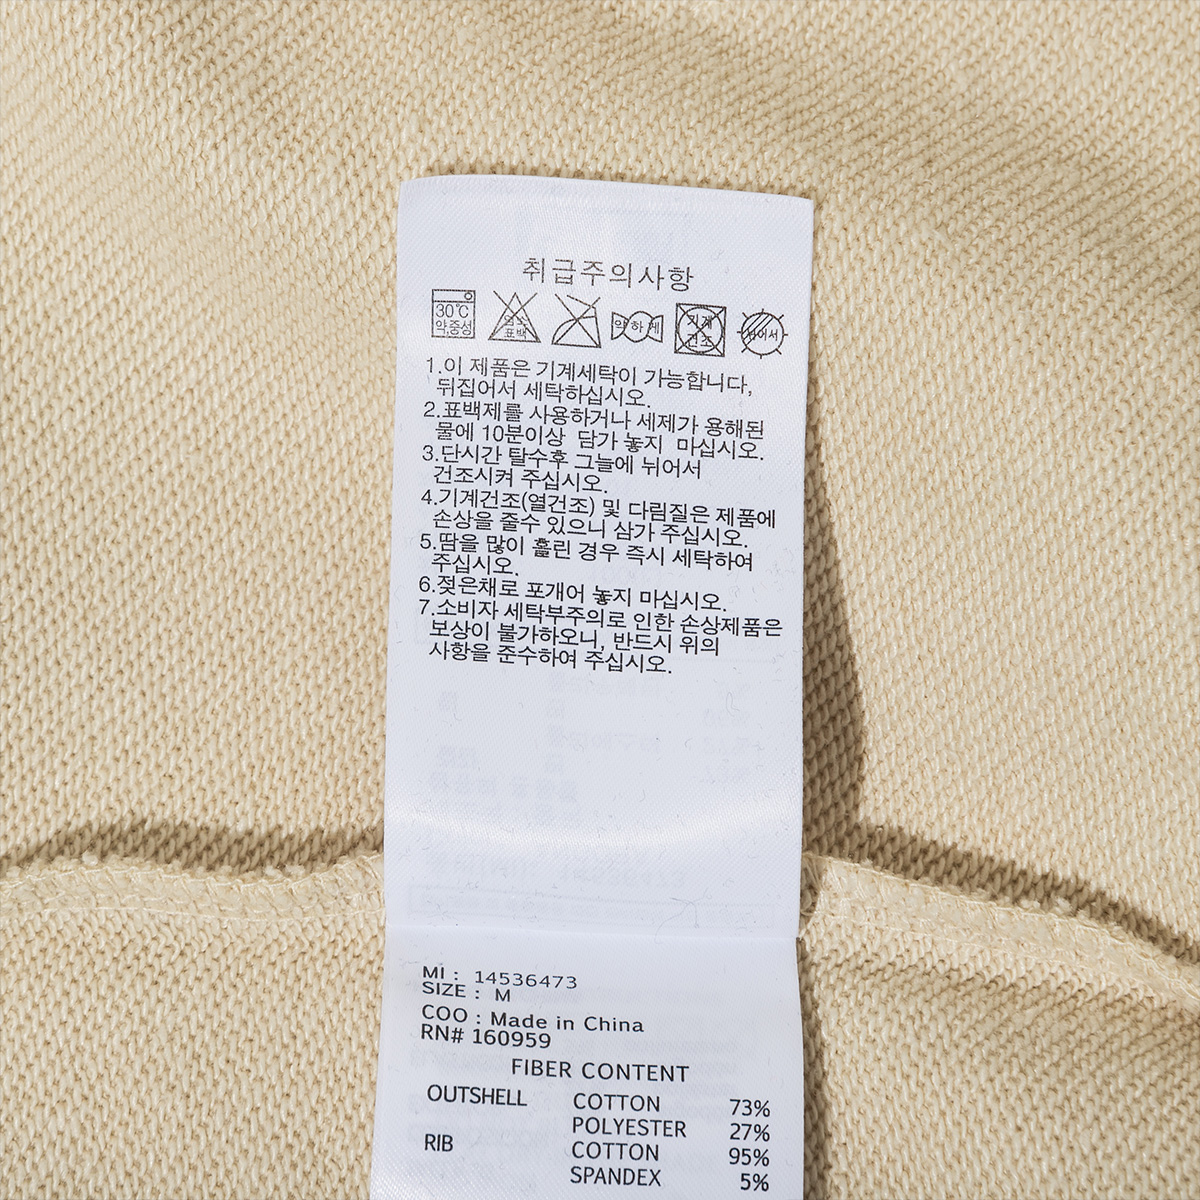 취급주의사항
30℃
약,중성
염소
표백
약하게
기계
건조
뉘어서
1.이 제품은 기계세탁이 가능합니다,
뒤집어서 세탁하십시오.
2.표백제를 사용하거나 세제가 용해된
물에 10분이상 담가 놓지 마십시오.
3.단시간 탈수후 그늘에 뉘어서
건조시켜 주십시오.
4.기계건조(열건조) 및 다림질은 제품에
손상을 줄수 있으니 삼가 주십시오.
5.땀을 많이 흘린 경우 즉시 세탁하여
주십시오.
6.젖은채로 포개어 놓지 마십시오.
7.소비자 세탁부주의로 인한 손상제품은
보상이 불가하오니, 반드시 위의
사항을 준수하여 주십시오.
MI : 14536473
SIZE : M
COO : Made in China
RN# 160959
FIBER CONTENT
OUTSHELL COTTON 73%
POLYESTER 27%
RIB COTTON 95%
SPANDEX 5%